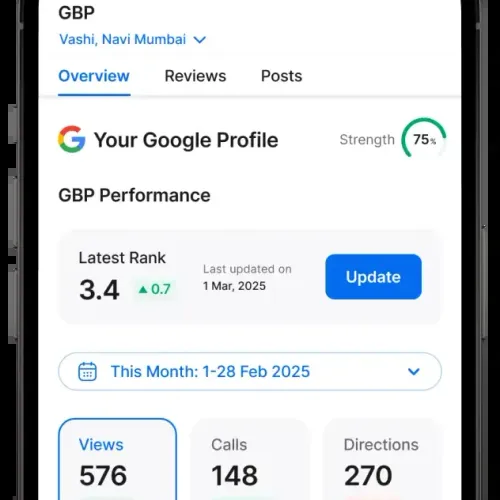 GBP
Vashi, Navi Mumbai
Overview Reviews Posts
Your Google Profile Strength 75%
GBP Performance
Latest Rank
Last updated on
3.4 ▲ 0.7 1 Mar, 2025 Update
This Month: 1-28 Feb 2025
Views Calls Directions
576 148 270